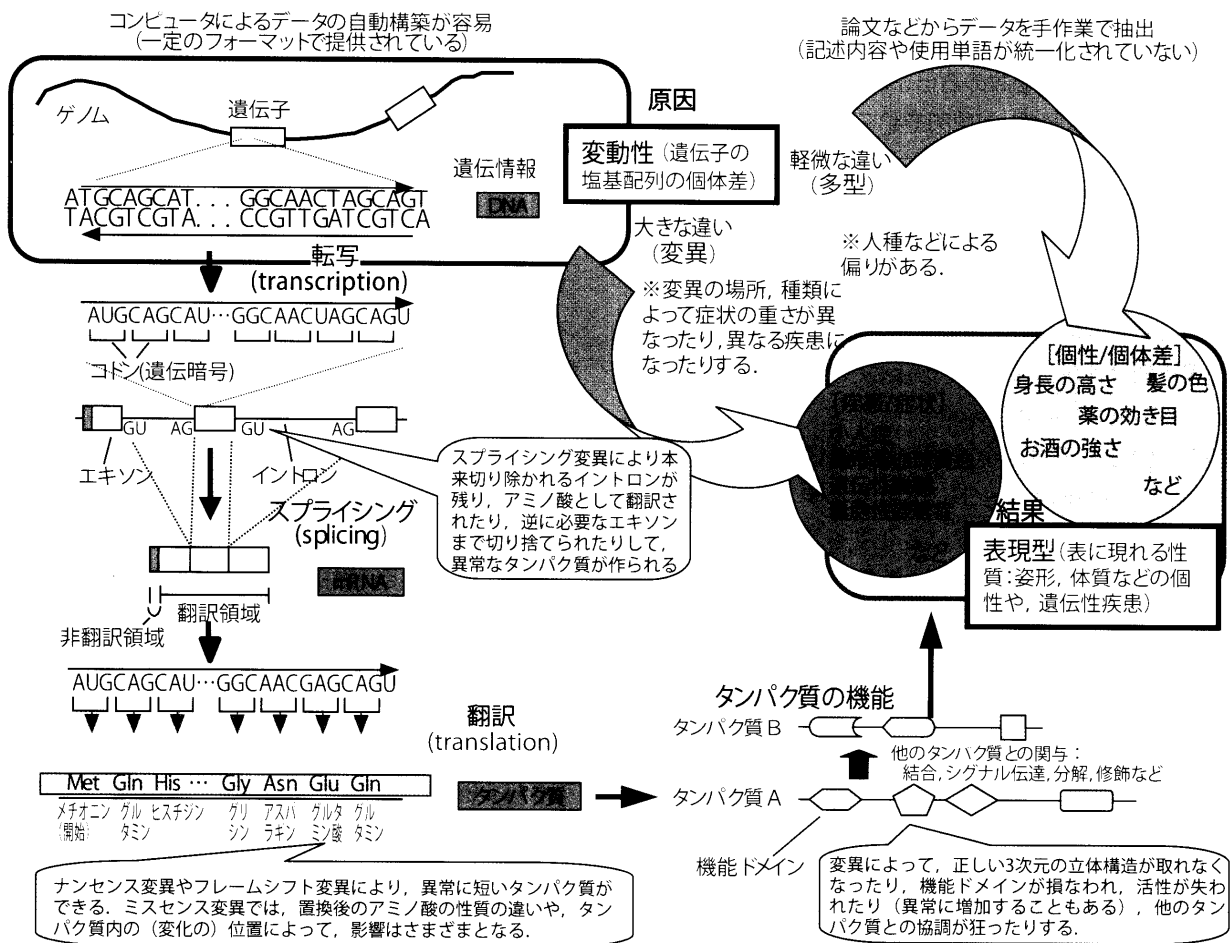 コンピュータによるデータの自動構築が容易
(一定のフォーマットで提供されている)
論文などからデータを手作業で抽出
(記述内容や使用単語が統一化されていない)
ゲノム
遺伝子
原因
変動性 (遺伝子の
塩基配列の個体差)
遺伝情報
DNA
ATGCAGCAT. . . GGCAACTAGCAGT
TACGTCGTA. . . CCGTTGATCGTCA
軽微な違い
(多型)
※人種などによる
偏りがある.
大きな違い
(変異)
※変異の場所, 種類に
よって症状の重さが異
なったり, 異なる疾患に
なったりする.
転写
(transcription)
AUGCAGCAU…GGCAACUAGCAGU
コドン(遺伝暗号)
GU AG GU AG
エキソン
イントロン
スプライシング変異により本
来切り除かれるイントロンが
残り, アミノ酸として翻訳さ
れたり, 逆に必要なエキソン
まで切り捨てられたりして,
異常なタンパク質が作られる
スプライシング
(splicing)
mRNA
翻訳領域
非翻訳領域
[個性/個体差]
身長の高さ 髪の色
薬の効き目
お酒の強さ
など
結果
表現型 (表に現れる性
質:姿形, 体質などの個
性や, 遺伝性疾患)
AUGCAGCAU…GGCAACGAGCAGU
翻訳
(translation)
Met Gln His … Gly Asn Glu Gln
メチオニン グル ヒスチジン グリ アスパ グルタ グル
(開始) タミン シン ラギン ミン酸 タミン
タンパク質
タンパク質の機能
タンパク質 B
他のタンパク質との関与:
結合, シグナル伝達, 分解, 修飾など
タンパク質 A
機能ドメイン
ナンセンス変異やフレームシフト変異により, 異常に短いタンパク質が
できる. ミスセンス変異では, 置換後のアミノ酸の性質の違いや, タン
パク質内の (変化の) 位置によって, 影響はさまざまとなる.
変異によって, 正しい3次元の立体構造が取れなく
なったり, 機能ドメインが損なわれ, 活性が失わ
れたり (異常に増加することもある) , 他のタン
パク質との協調が狂ったりする.